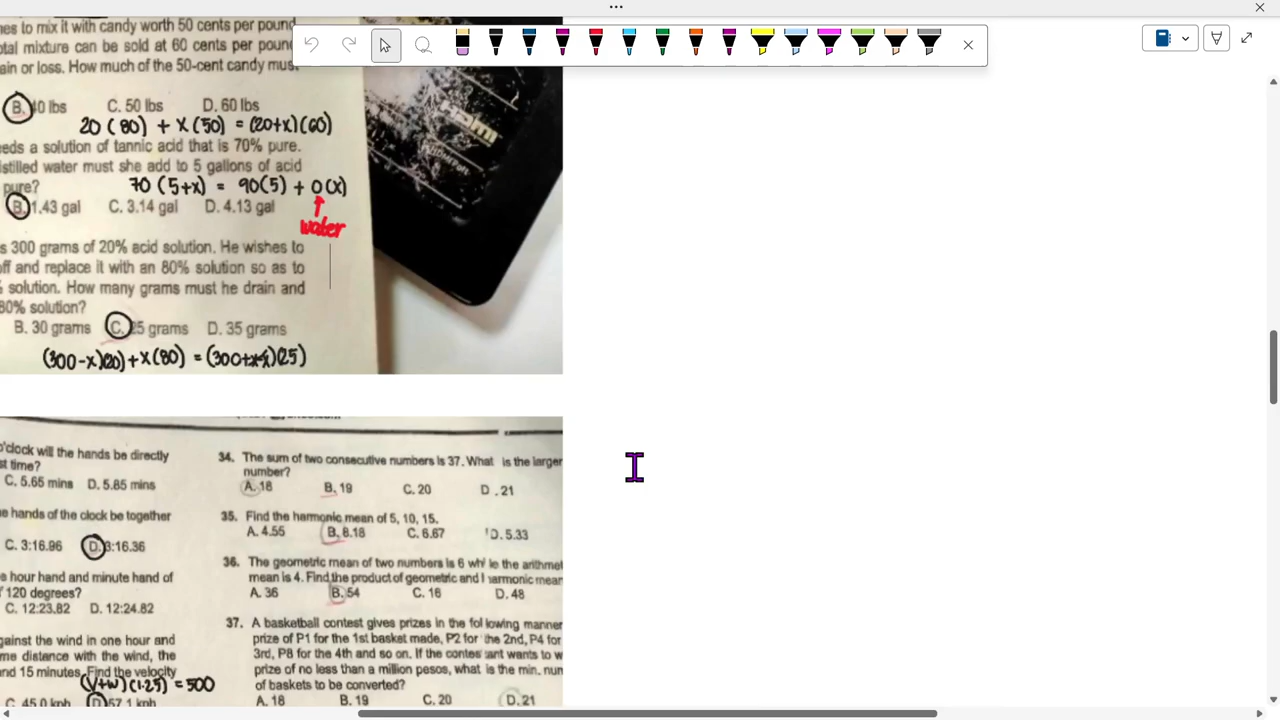 nes to mix it with candy worth 50 cents per pound
otal mixture can be sold at 60 cents per pound
ain or loss. How much of the 50-cent candy must
B. 40 lbs C. 50 lbs D. 60 lbs
20 (80) + x(50) = (20+x)(60)
eeds a solution of tannic acid that is 70% pure.
istilled water must she add to 5 gallons of acid
pure?
70 (5+x) = 90(5) + 0(x)
B. 1.43 gal C. 3.14 gal D. 4.13 gal
water
s 300 grams of 20% acid solution. He wishes to
off and replace it with an 80% solution so as to
% solution. How many grams must he drain and
80% solution?
B. 30 grams C. 25 grams D. 35 grams
(300-x)(20)+x(80) = (300 )(25)
o'clock will the hands be directly
st time?
C. 5.65 mins D. 5.85 mins
e hands of the clock be together
C. 3:16.96 D. 3:16.36
e hour hand and minute hand of
f 120 degrees?
C. 12:23.82 D. 12:24.82
gainst the wind in one hour and
me distance with the wind, the
nd 15 minutes. Find the velocity
(V+W)(1.25) = 500
C. 45.0 kph D. 57.1 kph
34. The sum of two consecutive numbers is 37. What is the larger
number?
A. 18 B. 19 C. 20 D . 21
35. Find the harmonic mean of 5, 10, 15.
A. 4.55 B. 8.18 C. 6.67 D. 5.33
36. The geometric mean of two numbers is 6 while the arithmet
mean is 4. Find the product of geometric and harmonic mean
A. 36 B. 54 C. 16 D. 48
37. A basketball contest gives prizes in the following manner
prize of P1 for the 1st basket made, P2 for the 2nd, P4 for
3rd, P8 for the 4th and so on. If the contestant wants to w
prize of no less than a million pesos, what is the min. num
of baskets to be converted?
A. 18 B. 19 C. 20 D. 21